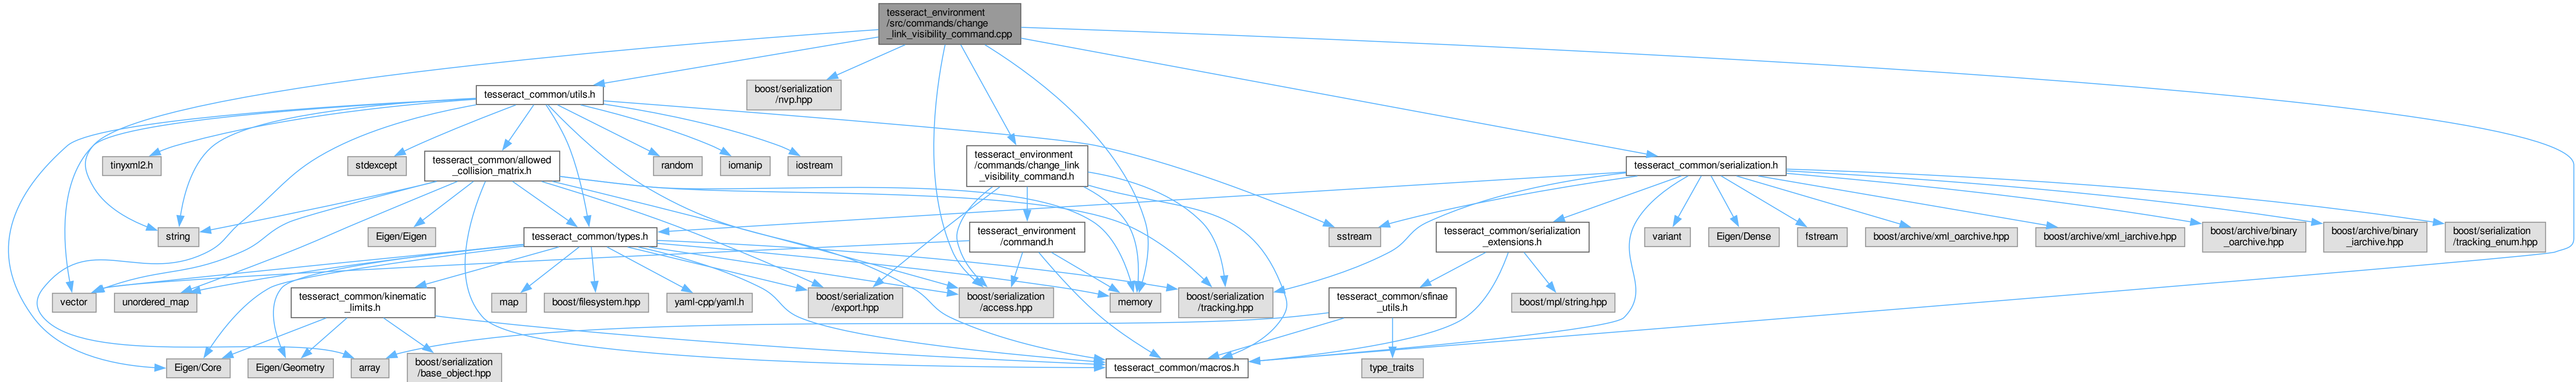 tesseract_environment
/src/commands/change
_link_visibility_command.cpp
tesseract_common/utils.h
boost/serialization
/nvp.hpp
tinyxml2.h
stdexcept
tesseract_common/allowed
_collision_matrix.h
random
iomanip
iostream
tesseract_environment
/commands/change_link
_visibility_command.h
tesseract_common/serialization.h
string
Eigen/Eigen
tesseract_common/types.h
tesseract_environment
/command.h
sstream
tesseract_common/serialization
_extensions.h
variant
Eigen/Dense
fstream
boost/archive/xml_oarchive.hpp
boost/archive/xml_iarchive.hpp
boost/archive/binary
_oarchive.hpp
boost/archive/binary
_iarchive.hpp
boost/serialization
/tracking_enum.hpp
vector
unordered_map
tesseract_common/kinematic
_limits.h
map
boost/filesystem.hpp
yaml-cpp/yaml.h
boost/serialization
/export.hpp
boost/serialization
/access.hpp
memory
boost/serialization
/tracking.hpp
tesseract_common/sfinae
_utils.h
boost/mpl/string.hpp
Eigen/Core
Eigen/Geometry
array
boost/serialization
/base_object.hpp
tesseract_common/macros.h
type_traits